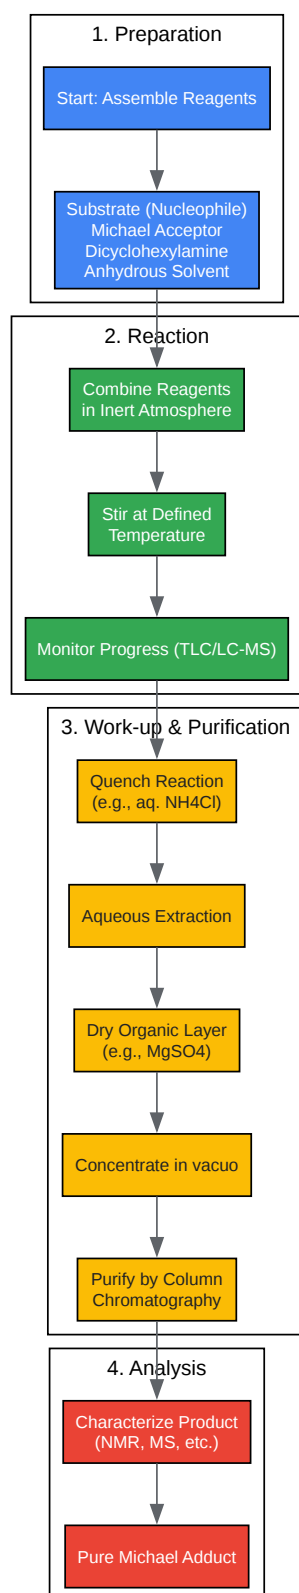 1. Preparation
Start: Assemble Reagents
Substrate (Nucleophile)
Michael Acceptor
Dicyclohexylamine
Anhydrous Solvent
2. Reaction
Combine Reagents
in Inert Atmosphere
Stir at Defined
Temperature
Monitor Progress (TLC/LC-MS)
3. Work-up & Purification
Quench Reaction
(e.g., aq. NH4Cl)
Aqueous Extraction
Dry Organic Layer
(e.g., MgSO4)
Concentrate in vacuo
Purify by Column
Chromatography
4. Analysis
Characterize Product
(NMR, MS, etc.)
Pure Michael Adduct